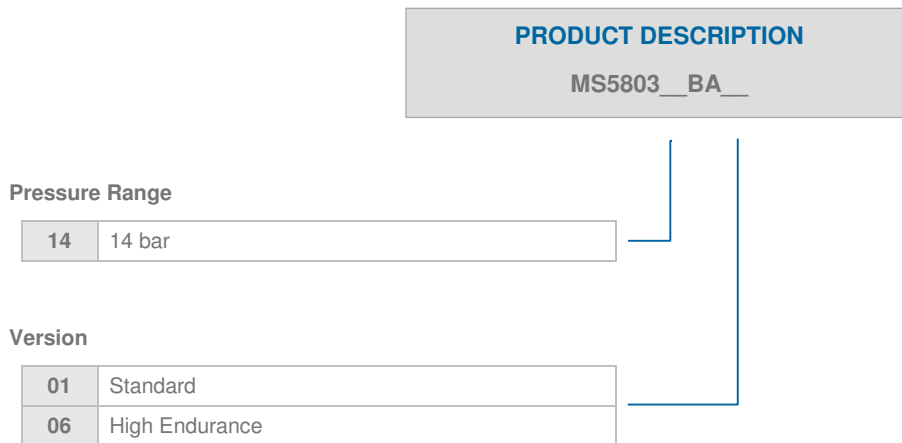 PRODUCT DESCRIPTION
MS5803__BA__
Pressure Range
14 14 bar
Version
01 Standard
06 High Endurance